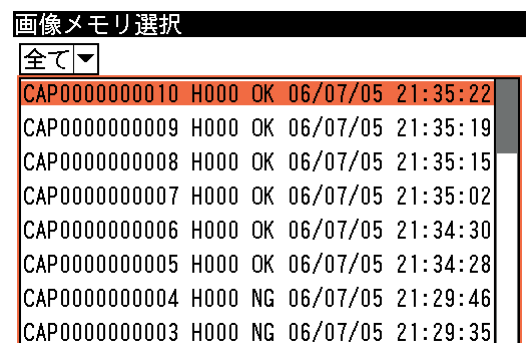 画像メモリ選択
全て▼
CAP0000000010 H000 OK 06/07/05 21:35:22
CAP0000000009 H000 OK 06/07/05 21:35:19
CAP0000000008 H000 OK 06/07/05 21:35:15
CAP0000000007 H000 OK 06/07/05 21:35:02
CAP0000000006 H000 OK 06/07/05 21:34:30
CAP0000000005 H000 OK 06/07/05 21:34:28
CAP0000000004 H000 NG 06/07/05 21:29:46
CAP0000000003 H000 NG 06/07/05 21:29:35